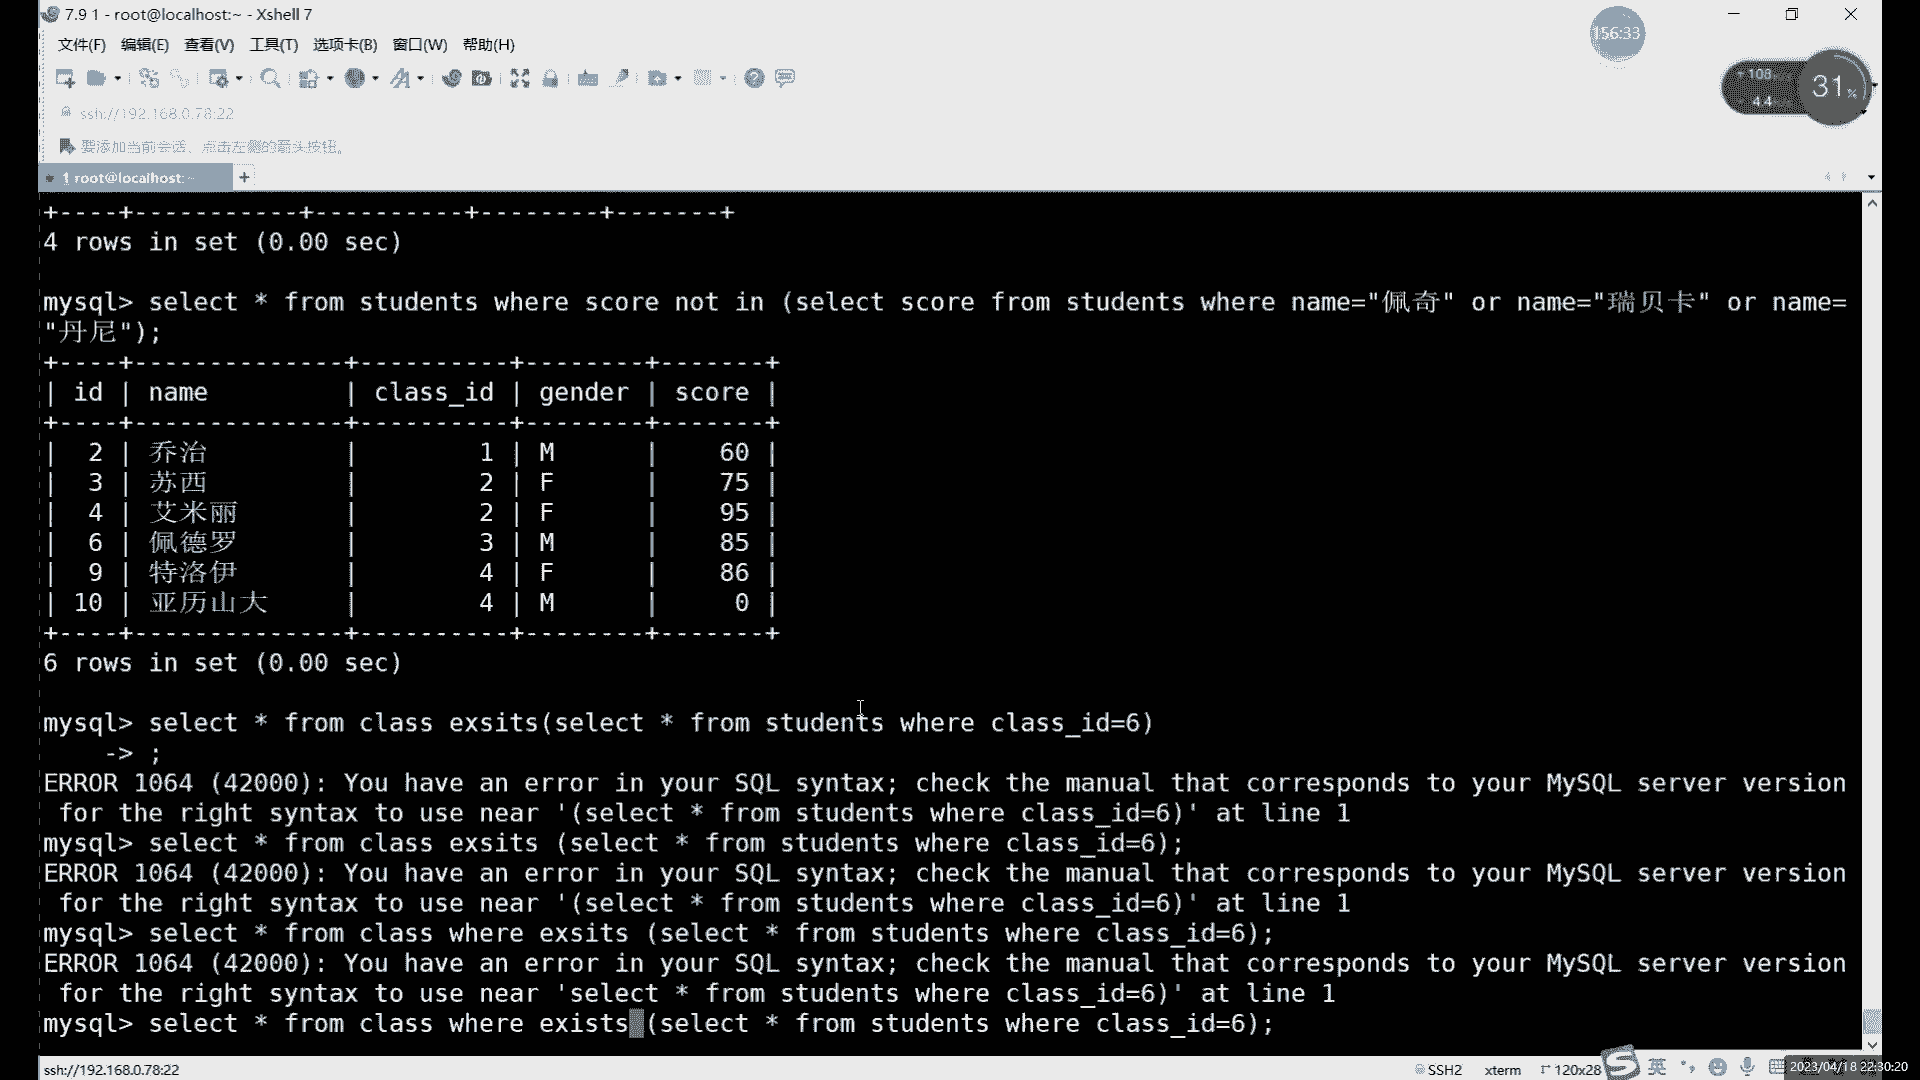 7.9 1 - root@localhost:~ - Xshell 7
156:33
文件(F) 编辑(E) 查看(V) 工具(T) 选项卡(B) 窗口(W) 帮助(H)
108
4.4
31%
ssh://192.168.0.78:22
要添加当前会话，点击左侧的箭头按钮。
1 root@localhost:~ +
+----+-----------+----------+--------+-------+
4 rows in set (0.00 sec)
mysql> select * from students where score not in (select score from students where name="佩奇" or name="瑞贝卡" or name=
"丹尼");
+----+--------------+----------+--------+-------+
| id | name | class_id | gender | score |
+----+--------------+----------+--------+-------+
| 2 | 乔治 | 1 | M | 60 |
| 3 | 苏西 | 2 | F | 75 |
| 4 | 艾米丽 | 2 | F | 95 |
| 6 | 佩德罗 | 3 | M | 85 |
| 9 | 特洛伊 | 4 | F | 86 |
| 10 | 亚历山大 | 4 | M | 0 |
+----+--------------+----------+--------+-------+
6 rows in set (0.00 sec)
mysql> select * from class exsits(select * from students where class_id=6)
-> ;
ERROR 1064 (42000): You have an error in your SQL syntax; check the manual that corresponds to your MySQL server version
for the right syntax to use near '(select * from students where class_id=6)' at line 1
mysql> select * from class exsits (select * from students where class_id=6);
ERROR 1064 (42000): You have an error in your SQL syntax; check the manual that corresponds to your MySQL server version
for the right syntax to use near '(select * from students where class_id=6)' at line 1
mysql> select * from class where exsits (select * from students where class_id=6);
ERROR 1064 (42000): You have an error in your SQL syntax; check the manual that corresponds to your MySQL server version
for the right syntax to use near 'select * from students where class_id=6)' at line 1
mysql> select * from class where exists (select * from students where class_id=6);
ssh://192.168.0.78:22 SSH2 xterm 120x28 英 2023/04/18 22:30:20